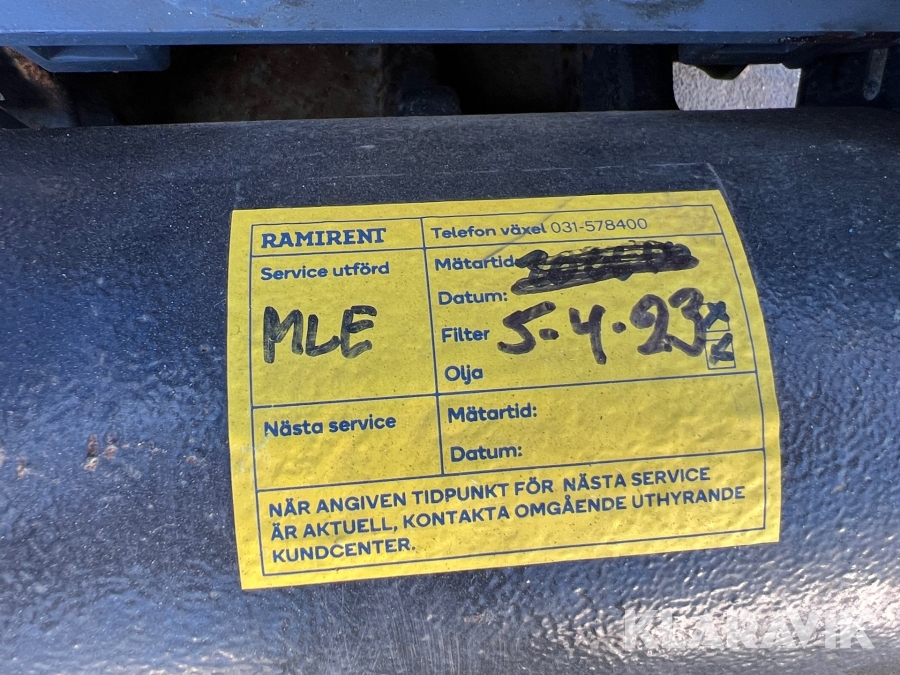 RAMIRENT
Telefon växel 031-578400
Service utförd
MLE
Mätartid:
Datum:
5.4.23
Filter
Olja
Nästa service
Mätartid:
Datum:
NÄR ANGIVEN TIDPUNKT FÖR NÄSTA SERVICE
ÄR AKTUELL, KONTAKTA OMGÅENDE UTHYRANDE
KUNDCENTER.
KLARAVIK